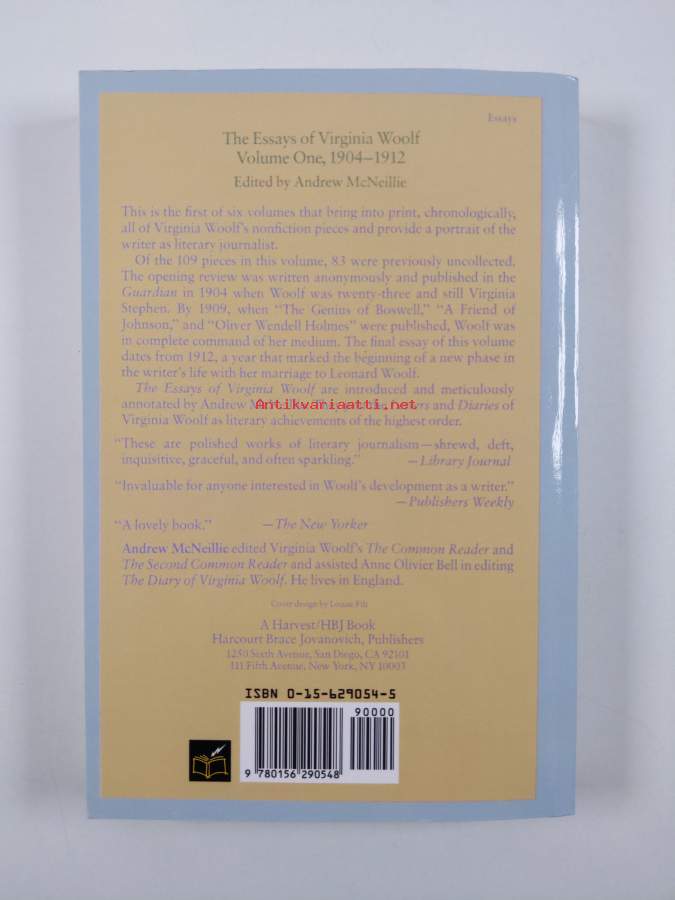 Essays
The Essays of Virginia Woolf
Volume One, 1904–1912
Edited by Andrew McNeillie
This is the first of six volumes that bring into print, chronologically,
all of Virginia Woolf's nonfiction pieces and provide a portrait of the
writer as literary journalist.
Of the 109 pieces in this volume, 83 were previously uncollected.
The opening review was written anonymously and published in the
Guardian in 1904 when Woolf was twenty-three and still Virginia
Stephen. By 1909, when "The Genius of Boswell," "A Friend of
Johnson," and "Oliver Wendell Holmes" were published, Woolf was
in complete command of her medium. The final essay of this volume
dates from 1912, a year that marked the beginning of a new phase in
the writer's life with her marriage to Leonard Woolf.
The Essays of Virginia Woolf are introduced and meticulously
annotated by Andrew and Diaries of
Antikvariaatti.net
Virginia Woolf as literary achievements of the highest order.
"These are polished works of literary journalism—shrewd, deft,
inquisitive, graceful, and often sparkling." —Library Journal
"Invaluable for anyone interested in Woolf's development as a writer."
—Publishers Weekly
"A lovely book." —The New Yorker
Andrew McNeillie edited Virginia Woolf's The Common Reader and
The Second Common Reader and assisted Anne Olivier Bell in editing
The Diary of Virginia Woolf. He lives in England.
Cover design by Louise Fili
A Harvest/HBJ Book
Harcourt Brace Jovanovich, Publishers
1250 Sixth Avenue, San Diego, CA 92101
111 Fifth Avenue, New York, NY 10003
ISBN 0-15-629054-5
90000
9 780156 290548